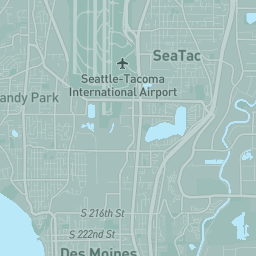 SeaTac
Seattle-Tacoma
International Airport
andy Park
S 216th St
S 222nd St
Des Moines